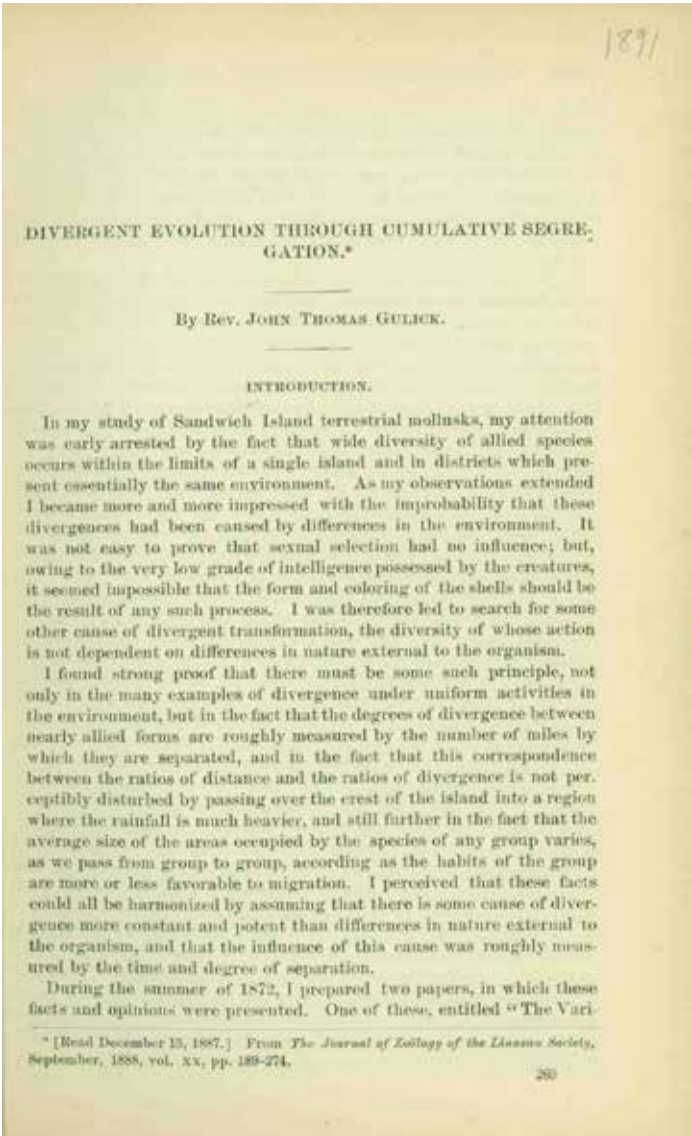 1891
DIVERGENT EVOLUTION THROUGH CUMULATIVE SEGRE-
GATION.*
By Rev. JOHN THOMAS GULICK.
INTRODUCTION.
In my study of Sandwich Island terrestrial mollusks, my attention
was early arrested by the fact that wide diversity of allied species
occurs within the limits of a single island and in districts which pre-
sent essentially the same environment. As my observations extended
I became more and more impressed with the improbability that these
divergences had been caused by differences in the environment. It
was not easy to prove that sexual selection had no influence; but,
owing to the very low grade of intelligence possessed by the creatures,
it seemed impossible that the form and coloring of the shells should be
the result of any such process. I was therefore led to search for some
other cause of divergent transformation, the diversity of whose action
is not dependent on differences in nature external to the organism.
I found strong proof that there must be some such principle, not
only in the many examples of divergence under uniform activities in
the environment, but in the fact that the degrees of divergence between
nearly allied forms are roughly measured by the number of miles by
which they are separated, and in the fact that this correspondence
between the ratios of distance and the ratios of divergence is not per.
ceptibly disturbed by passing over the crest of the island into a region
where the rainfall is much heavier, and still further in the fact that the
average size of the areas occupied by the species of any group varies,
as we pass from group to group, according as the habits of the group
are more or less favorable to migration. I perceived that these facts
could all be harmonized by assuming that there is some cause of diver-
gence more constant and potent than differences in nature external to
the organism, and that the influence of this cause was roughly meas-
ured by the time and degree of separation.
During the summer of 1872, I prepared two papers, in which these
facts and opinions were presented. One of these, entitled "The Vari-
* [Read December 15, 1887.] From The Journal of Zoölogy of the Linnean Society,
September, 1888, vol. XX, pp. 189-274.